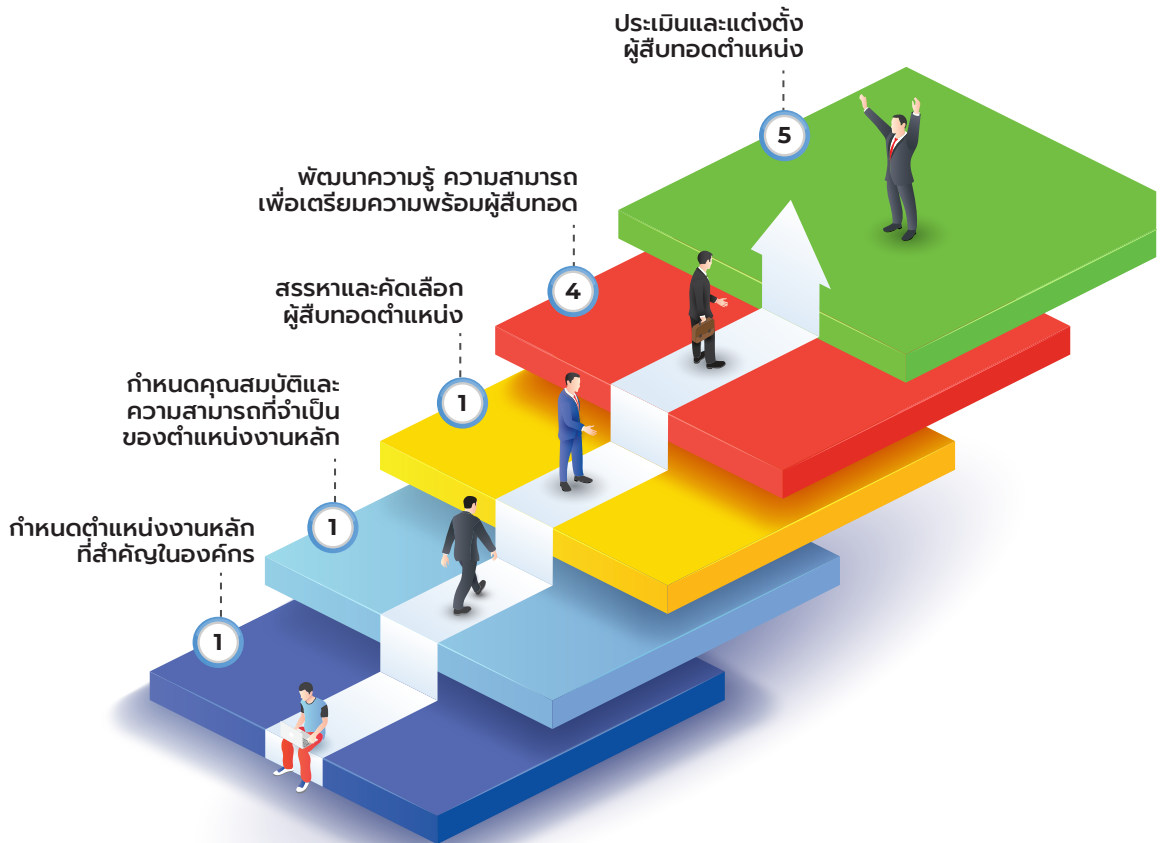 ประเมินและแต่งตั้ง
ผู้สืบทอดตำแหน่ง
5
พัฒนาความรู้ ความสามารถ
เพื่อเตรียมความพร้อมผู้สืบทอด
4
สรรหาและคัดเลือก
ผู้สืบทอดตำแหน่ง
1
กำหนดคุณสมบัติและ
ความสามารถที่จำเป็น
ของตำแหน่งงานหลัก
1
กำหนดตำแหน่งงานหลัก
ที่สำคัญในองค์กร
1